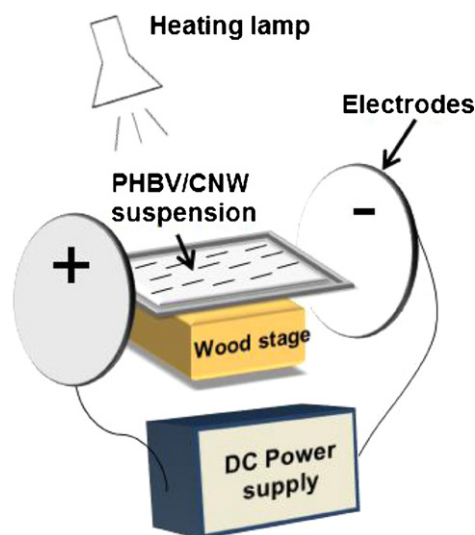 Heating lamp
Electrodes
PHBV/CNW
suspension
+
-
Wood stage
DC Power
supply